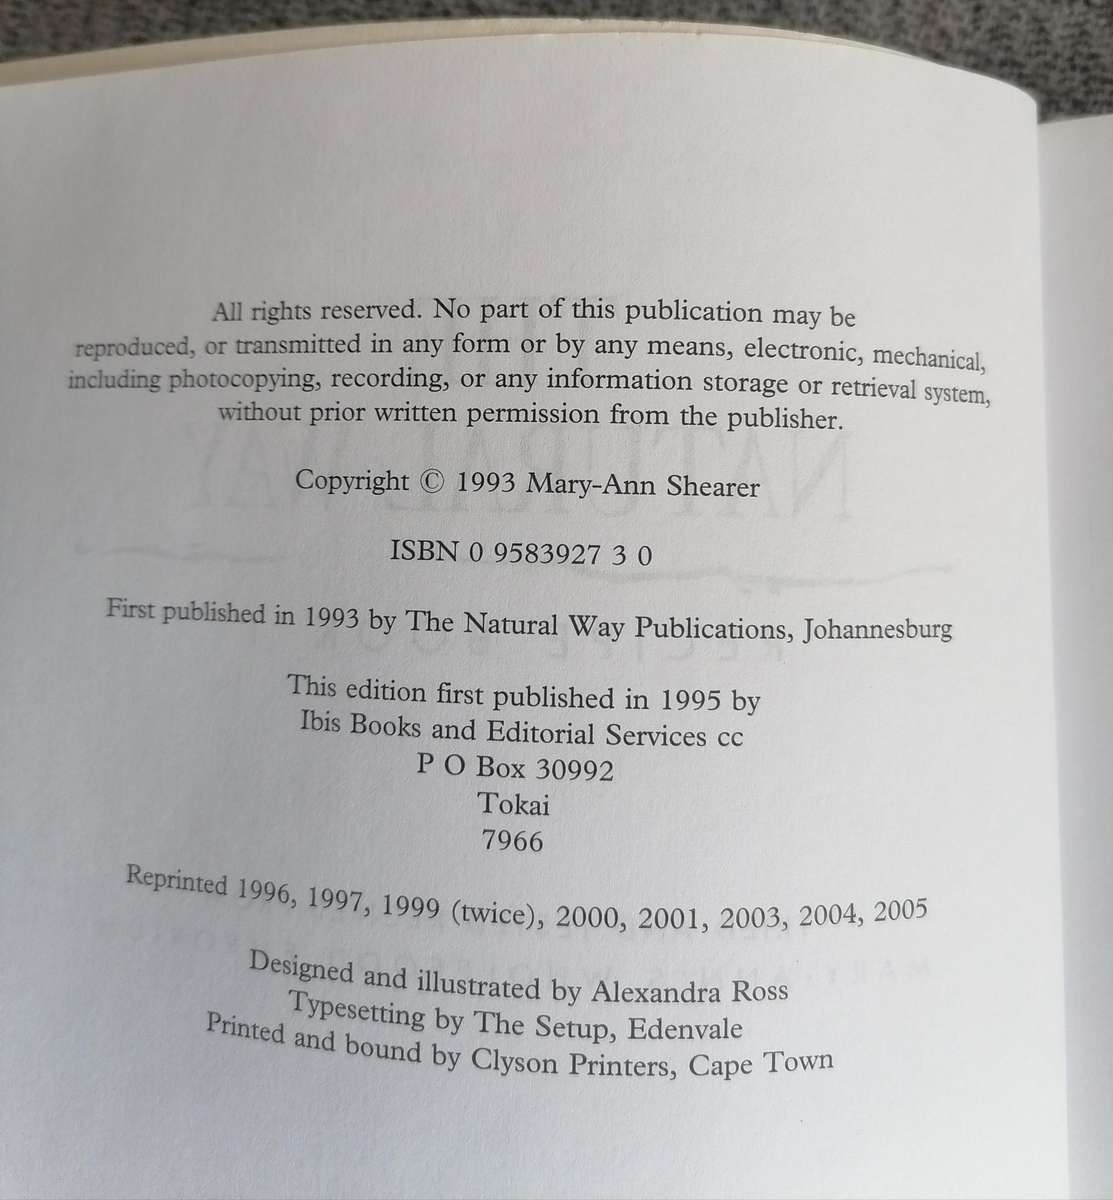 All rights reserved. No part of this publication may be
reproduced, or transmitted in any form or by any means, electronic, mechanical,
including photocopying, recording, or any information storage or retrieval system,
without prior written permission from the publisher.
Copyright © 1993 Mary-Ann Shearer
ISBN 0 9583927 3 0
First published in 1993 by The Natural Way Publications, Johannesburg
This edition first published in 1995 by
Ibis Books and Editorial Services cc
P O Box 30992
Tokai
7966
Reprinted 1996, 1997, 1999 (twice), 2000, 2001, 2003, 2004, 2005
Designed and illustrated by Alexandra Ross
Typesetting by The Setup, Edenvale
Printed and bound by Clyson Printers, Cape Town